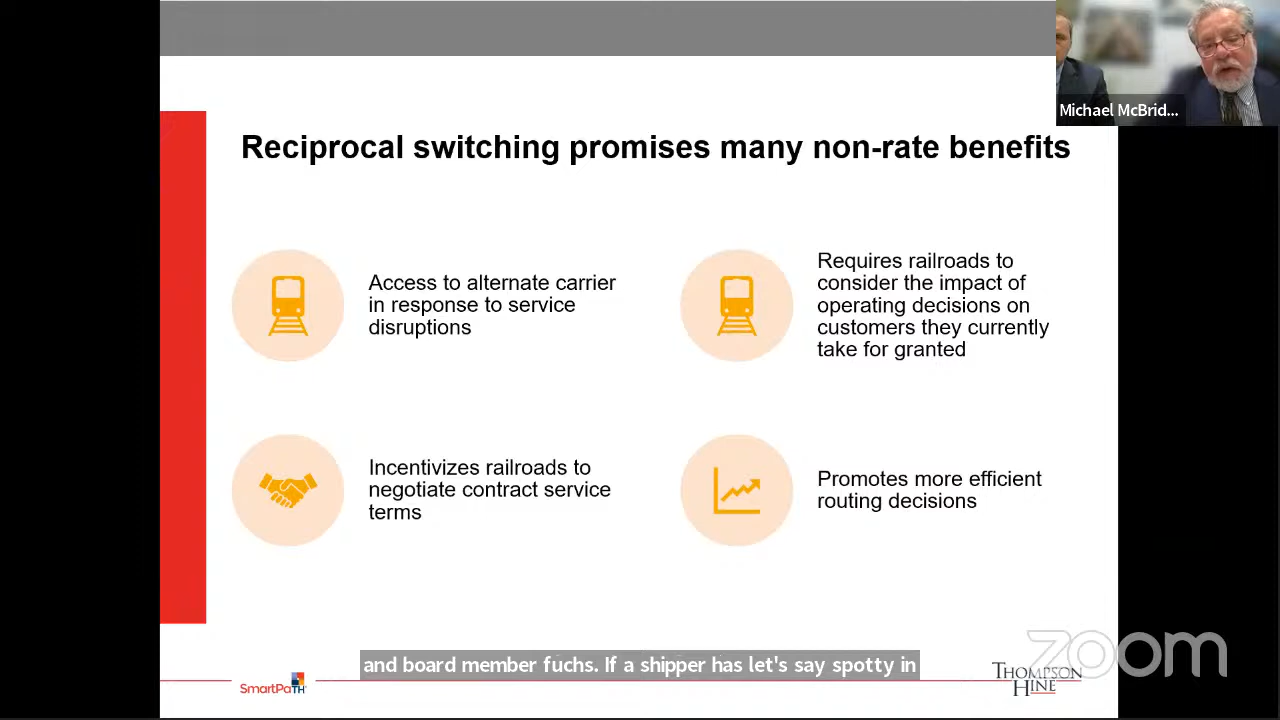 Michael McBrid...
Reciprocal switching promises many non-rate benefits
Access to alternate carrier
in response to service
disruptions
Requires railroads to
consider the impact of
operating decisions on
customers they currently
take for granted
Incentivizes railroads to
negotiate contract service
terms
Promotes more efficient
routing decisions
and board member fuchs. If a shipper has let's say spotty in
zoom
SmartPaTH
THOMPSON
HINE